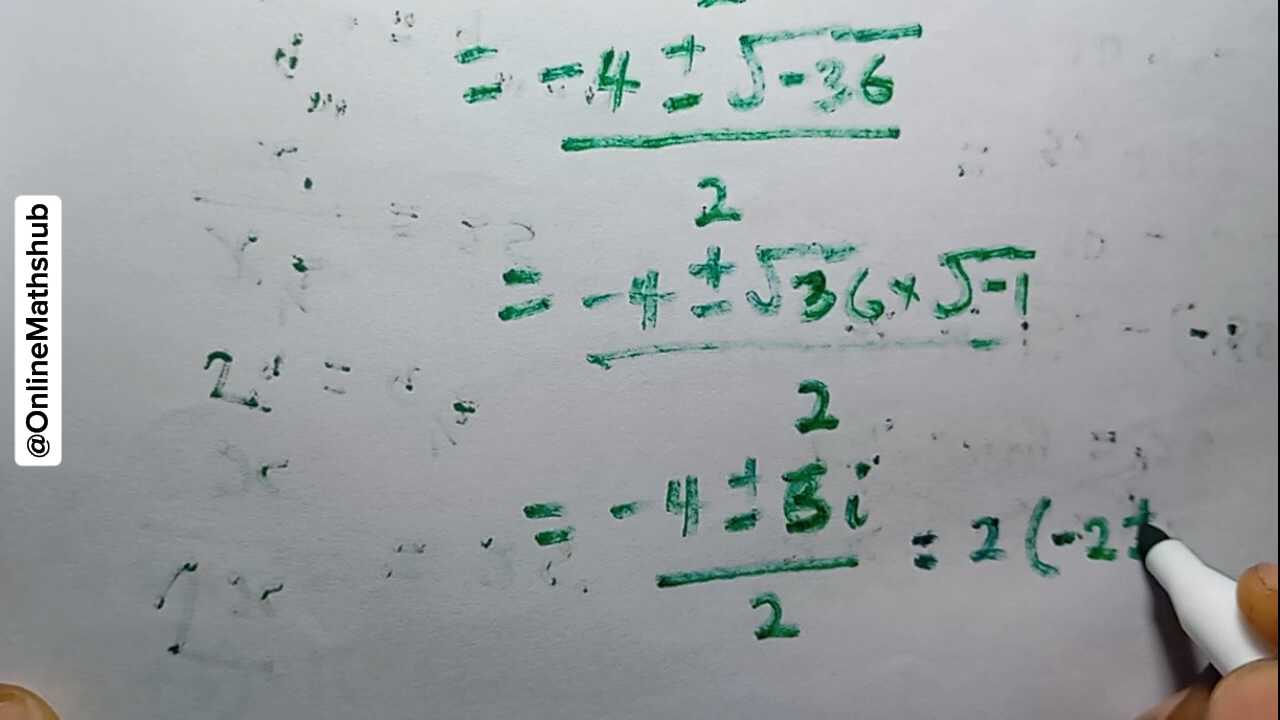 @OnlineMathshub
= -4 ± √-36
2
= -4 ± √36 × √-1
2
= -4 ± 6i = 2(-2 ±
2